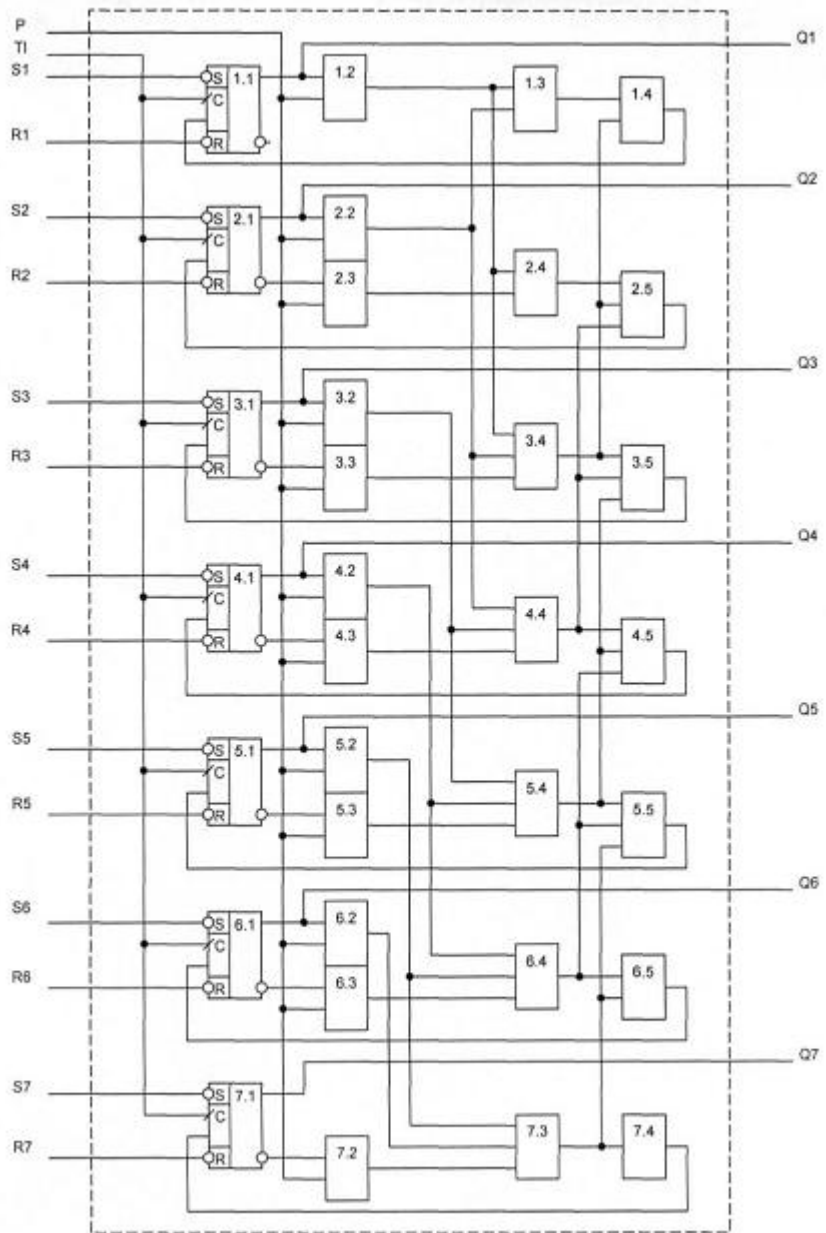 P
TI
S1
S
1.1
C
R1
R
1.2
1.3
1.4
Q1
S2
S
2.1
C
R2
R
2.2
2.3
2.4
2.5
Q2
S3
S
3.1
C
R3
R
3.2
3.3
3.4
3.5
Q3
S4
S
4.1
C
R4
R
4.2
4.3
4.4
4.5
Q4
S5
S
5.1
C
R5
R
5.2
5.3
5.4
5.5
Q5
S6
S
6.1
C
R6
R
6.2
6.3
6.4
6.5
Q6
S7
S
7.1
C
R7
R
7.2
7.3
7.4
Q7